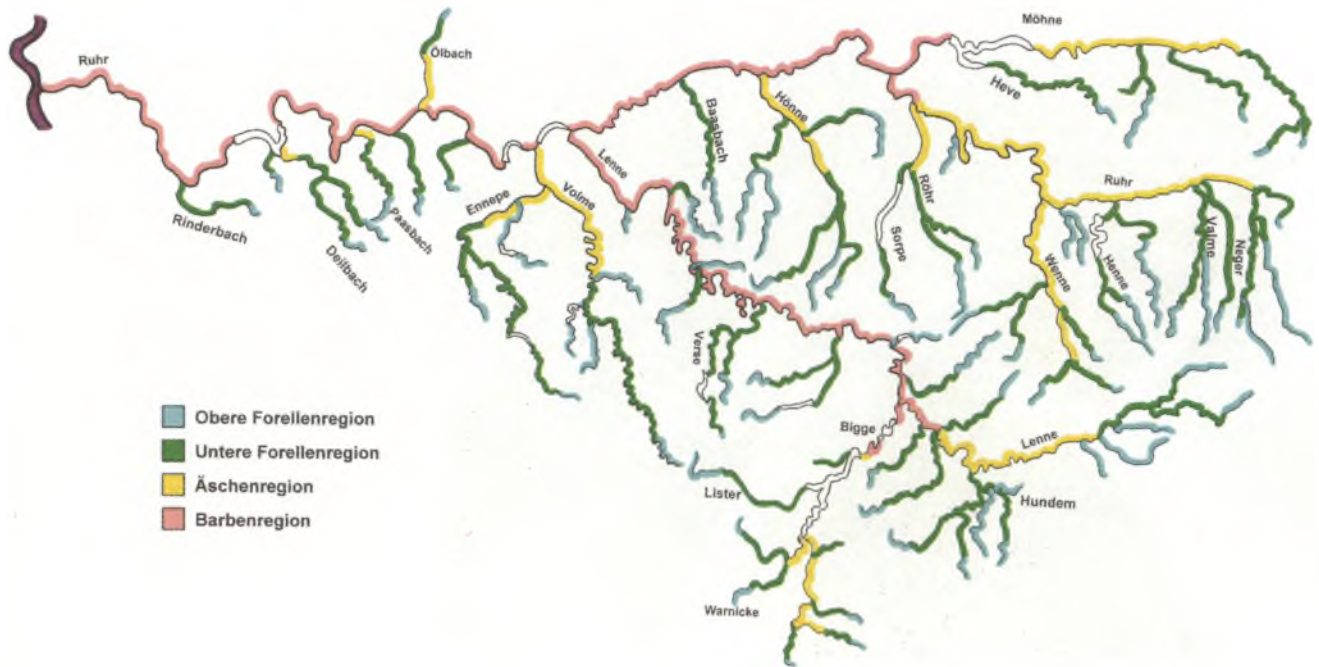 Möhne
Ruhr
Ölbach
Heve
Hönne
Baasbach
Lenne
Ruhr
Röhr
Ennepe
Volme
Paasbach
Rinderbach
Sorpe
Valme
Neger
Deilbach
Henne
Wenne
Verse
Obere Forellenregion
Bigge
Untere Forellenregion
Lenne
Äschenregion
Lister
Hundem
Barbenregion
Warnicke